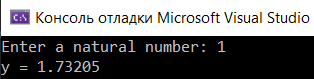 Консоль отладки Microsoft Visual Studio
Enter a natural number: 1
y = 1.73205